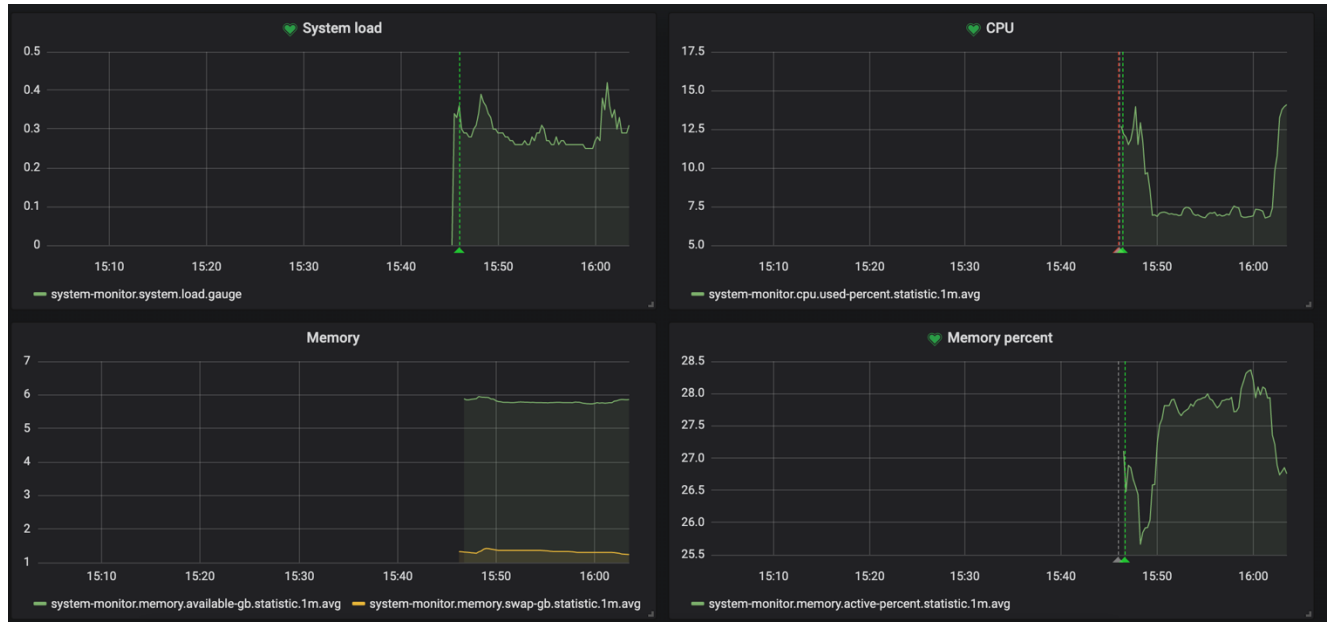 System load
0.5
0.4
0.3
0.2
0.1
0
15:10 15:20 15:30 15:40 15:50 16:00
system-monitor.system.load.gauge
CPU
17.5
15.0
12.5
10.0
7.5
5.0
15:10 15:20 15:30 15:40 15:50 16:00
system-monitor.cpu.used-percent.statistic.1m.avg
Memory
7
6
5
4
3
2
1
15:10 15:20 15:30 15:40 15:50 16:00
system-monitor.memory.available-gb.statistic.1m.avg system-monitor.memory.swap-gb.statistic.1m.avg
Memory percent
28.5
28.0
27.5
27.0
26.5
26.0
25.5
15:10 15:20 15:30 15:40 15:50 16:00
system-monitor.memory.active-percent.statistic.1m.avg